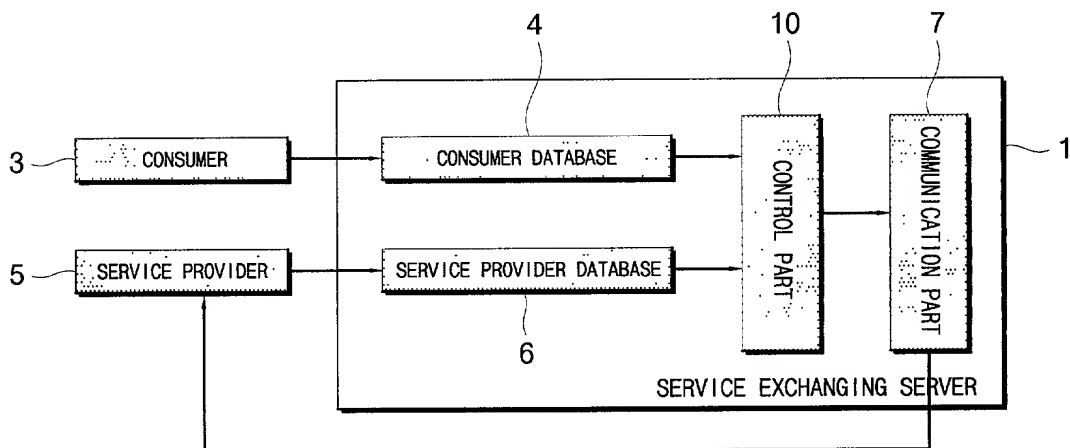 4
10
7
3
CONSUMER
CONSUMER DATABASE
CONTROL PART
COMMUNICATION PART
1
5
SERVICE PROVIDER
SERVICE PROVIDER DATABASE
6
SERVICE EXCHANGING SERVER